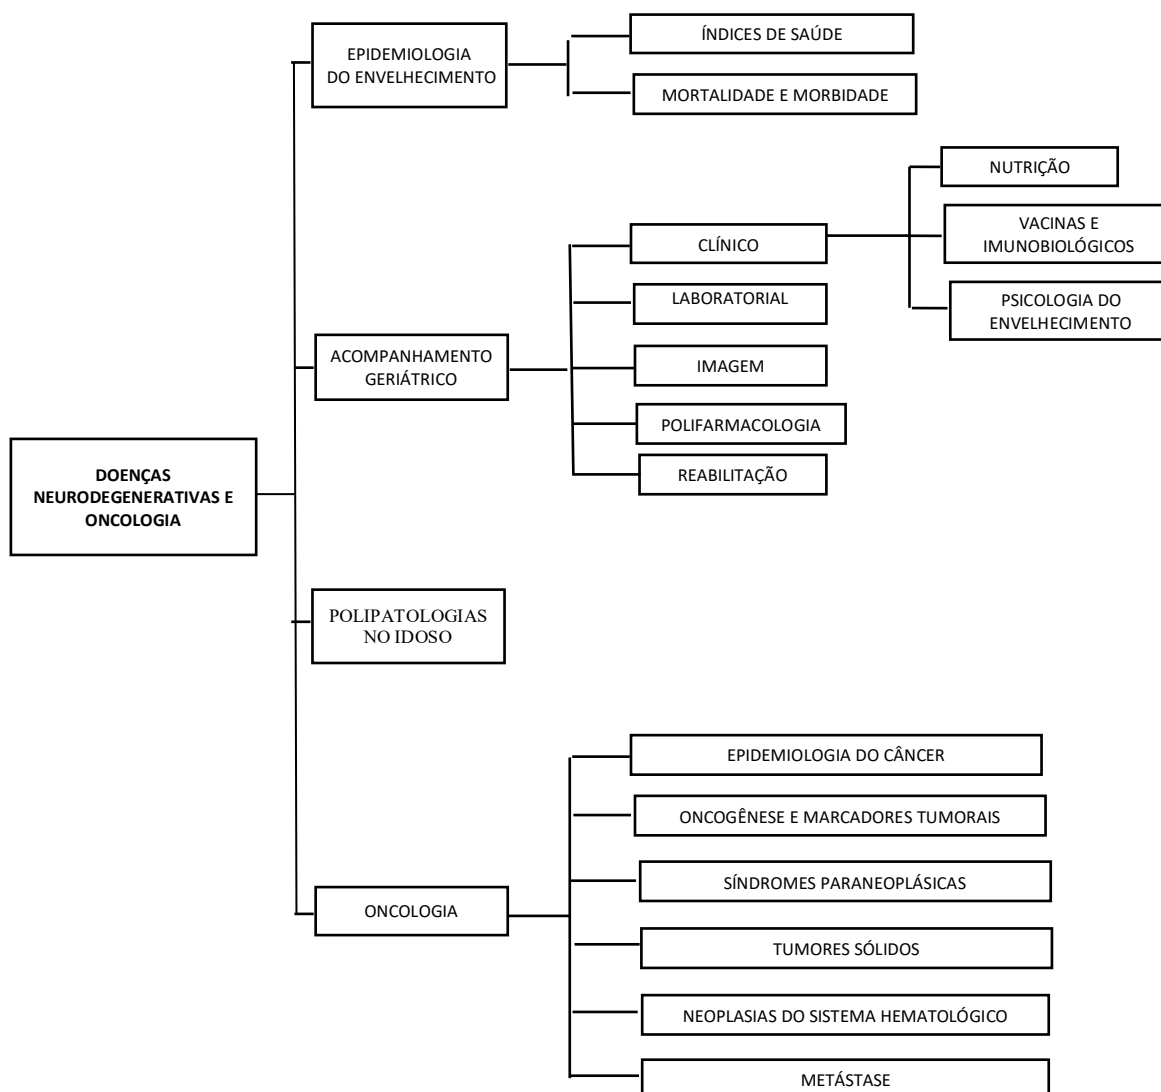 DOENÇAS
NEURODEGENERATIVAS E
ONCOLOGIA
EPIDEMIOLOGIA
DO ENVELHECIMENTO
ÍNDICES DE SAÚDE
MORTALIDADE E MORBIDADE
ACOMPANHAMENTO
GERIÁTRICO
CLÍNICO
NUTRIÇÃO
VACINAS E
IMUNOBIOLÓGICOS
PSICOLOGIA DO
ENVELHECIMENTO
LABORATORIAL
IMAGEM
POLIFARMACOLOGIA
REABILITAÇÃO
POLIPATOLOGIAS
NO IDOSO
ONCOLOGIA
EPIDEMIOLOGIA DO CÂNCER
ONCOGÊNESE E MARCADORES TUMORAIS
SÍNDROMES PARANEOPLÁSICAS
TUMORES SÓLIDOS
NEOPLASIAS DO SISTEMA HEMATOLÓGICO
METÁSTASE